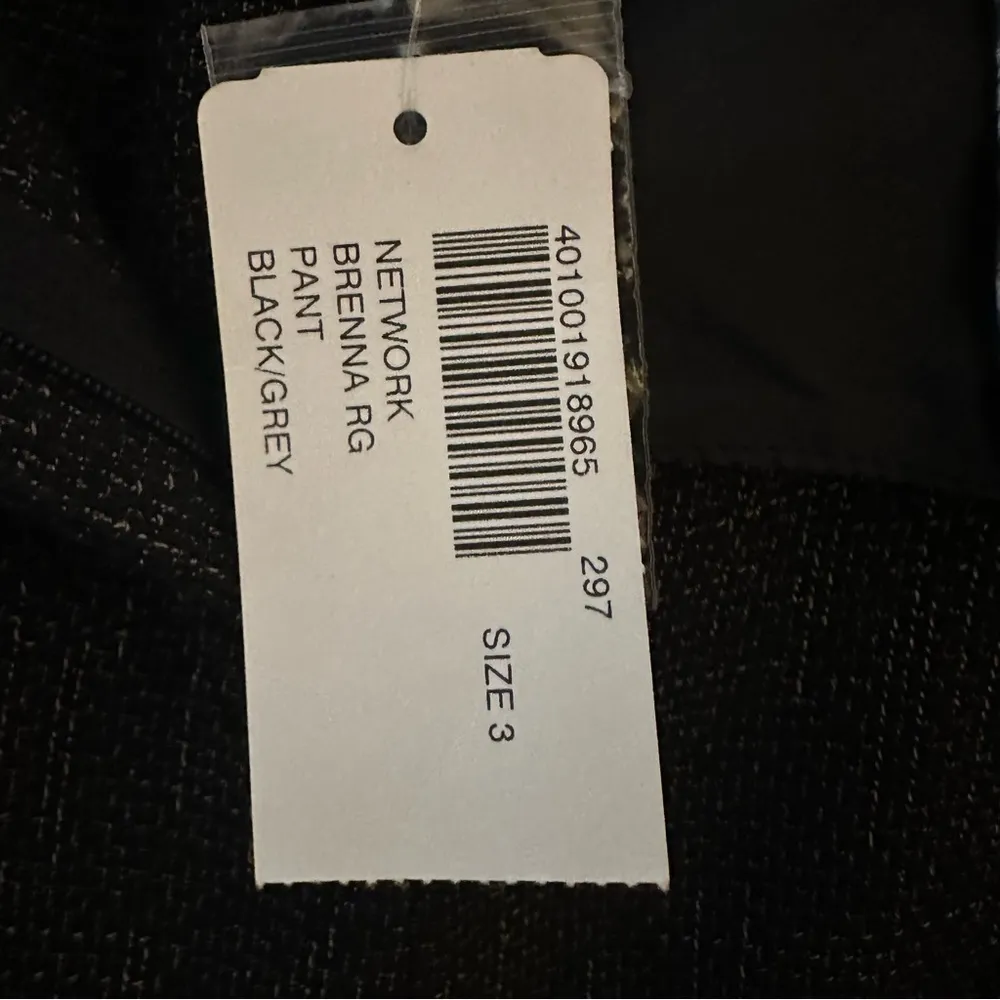 401001918965
297
SIZE 3
NETWORK
BRENNA RG
PANT
BLACK/GREY